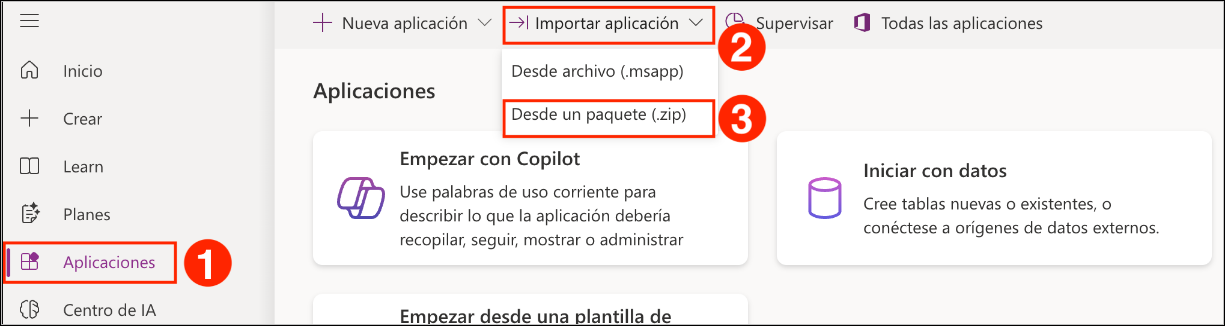 Nueva aplicación
Importar aplicación
Supervisar
Todas las aplicaciones
2
Inicio
Crear
Learn
Planes
Aplicaciones
1
Centro de IA
Desde archivo (.msapp)
Desde un paquete (.zip)
3
Aplicaciones
Empezar con Copilot
Use palabras de uso corriente para
describir lo que la aplicación debería
recopilar, seguir, mostrar o administrar
Iniciar con datos
Cree tablas nuevas o existentes, o
conéctese a orígenes de datos externos.
Empezar desde una plantilla de